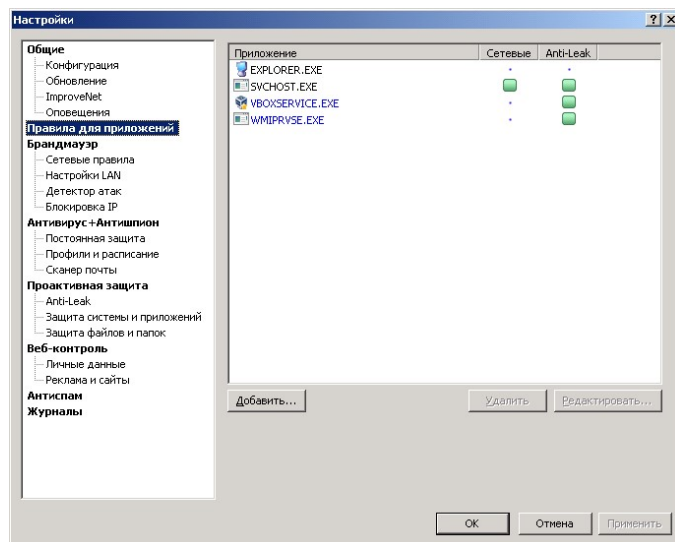 Настройки
Общие
Конфигурация
Обновление
ImproveNet
Оповещения
Правила для приложений
Брандмауэр
Сетевые правила
Настройки LAN
Детектор атак
Блокировка IP
Антивирус+Антишпион
Постоянная защита
Профили и расписание
Сканер почты
Проактивная защита
Anti-Leak
Защита системы и приложений
Защита файлов и папок
Веб-контроль
Личные данные
Реклама и сайты
Антиспам
Журналы
Приложение Сетевые Anti-Leak
EXPLORER.EXE
SVCHOST.EXE
VBOXSERVICE.EXE
WMIPRVSE.EXE
Добавить... Удалить Редактировать...
OK Отмена Применить